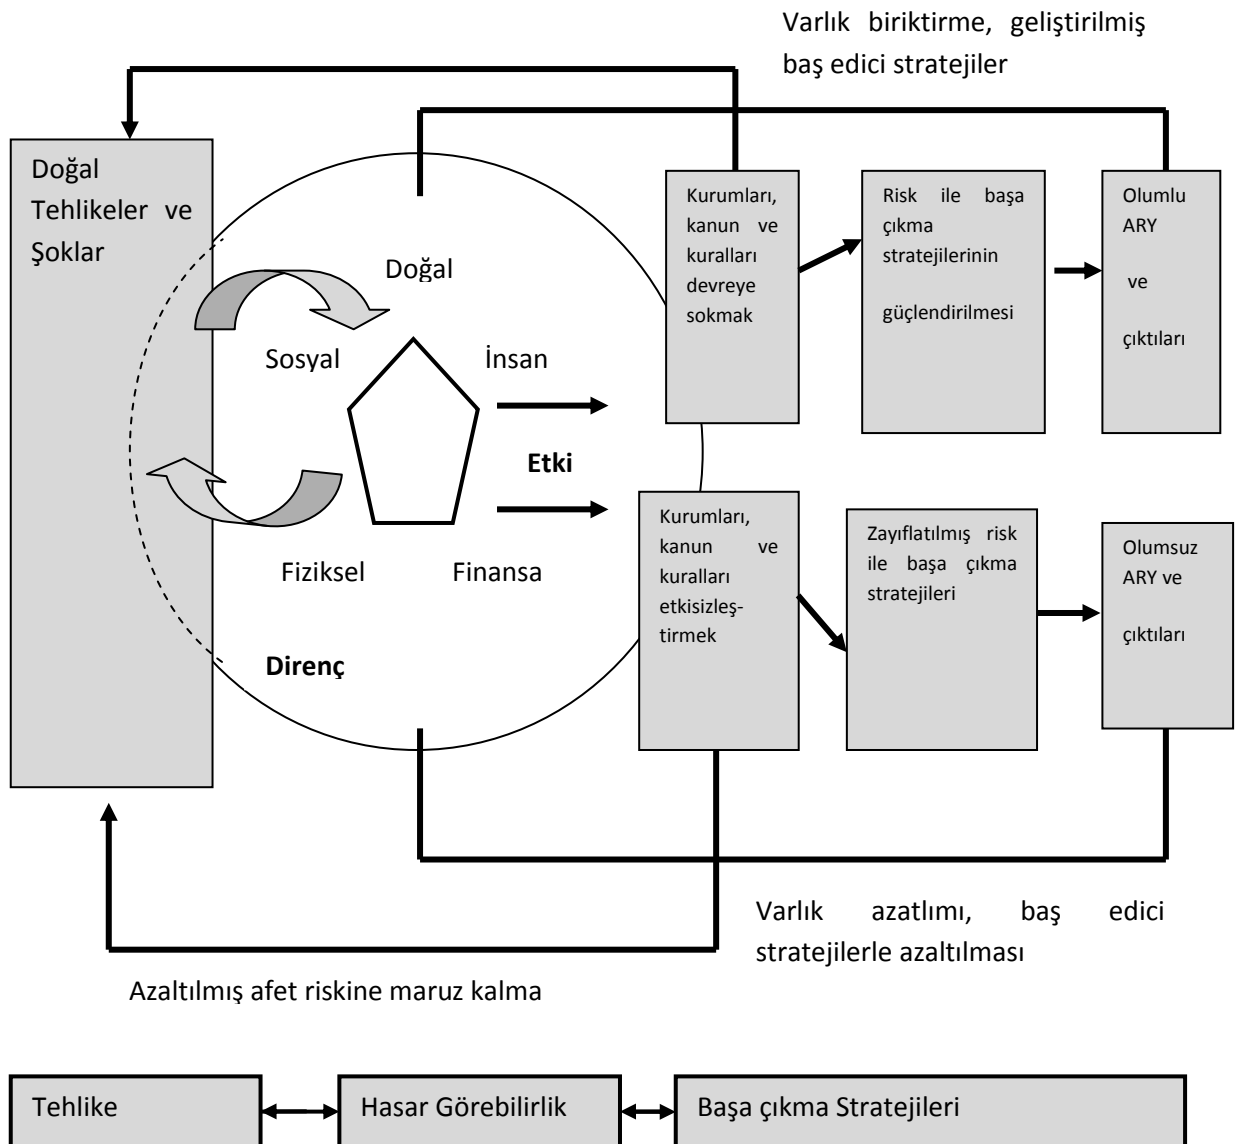 Varlık biriktirme, geliştirilmiş
baş edici stratejiler
Doğal
Tehlikeler ve
Şoklar
Doğal
Sosyal
İnsan
Etki
Fiziksel
Finansa
Direnç
Kurumları,
kanun ve
kuralları
devreye
sokmak
Risk ile başa
çıkma
stratejilerinin
güçlendirilmesi
Olumlu
ARY
ve
çıktıları
Kurumları,
kanun ve
kuralları
etkisizleş-
tirmek
Zayıflatılmış risk
ile başa çıkma
stratejileri
Olumsuz
ARY ve
çıktıları
Varlık azatlımı, baş edici
stratejilerle azaltılması
Azaltılmış afet riskine maruz kalma
Tehlike
Hasar Görebilirlik
Başa çıkma Stratejileri